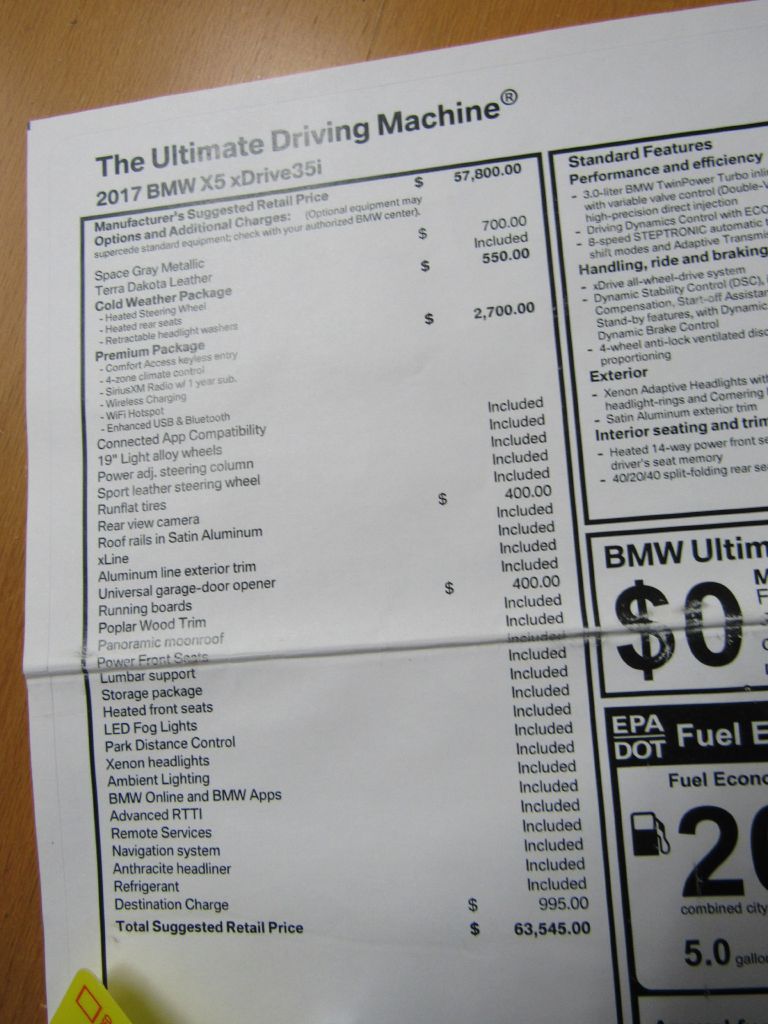 The Ultimate Driving Machine®
2017 BMW X5 xDrive35i
Manufacturer's Suggested Retail Price $ 57,800.00
Options and Additional Charges: (Optional equipment may
supercede standard equipment; check with your authorized BMW center).
Space Gray Metallic $ 700.00
Terra Dakota Leather Included
Cold Weather Package $ 550.00
- Heated Steering Wheel
- Heated rear seats
- Retractable headlight washers
Premium Package $ 2,700.00
- Comfort Access keyless entry
- 4-zone climate control
- SiriusXM Radio w/ 1 year sub.
- Wireless Charging
- WiFi Hotspot
- Enhanced USB & Bluetooth
Connected App Compatibility Included
19" Light alloy wheels Included
Power adj. steering column Included
Sport leather steering wheel Included
Runflat tires Included
Rear view camera $ 400.00
Roof rails in Satin Aluminum Included
xLine Included
Aluminum line exterior trim Included
Universal garage-door opener Included
Running boards $ 400.00
Poplar Wood Trim Included
Panoramic moonroof Included
Power Front Seats Included
Lumbar support Included
Storage package Included
Heated front seats Included
LED Fog Lights Included
Park Distance Control Included
Xenon headlights Included
Ambient Lighting Included
BMW Online and BMW Apps Included
Advanced RTTI Included
Remote Services Included
Navigation system Included
Anthracite headliner Included
Refrigerant Included
Destination Charge $ 995.00
Total Suggested Retail Price $ 63,545.00
Standard Features
Performance and efficiency
- 3.0-liter BMW TwinPower Turbo inli
with variable valve control (Double-V
high-precision direct injection
- Driving Dynamics Control with ECO
- 8-speed STEPTRONIC automatic t
shift modes and Adaptive Transmis
Handling, ride and braking
- xDrive all-wheel-drive system
- Dynamic Stability Control (DSC),
Compensation, Start-off Assistan
Stand-by features, with Dynamic
Dynamic Brake Control
- 4-wheel anti-lock ventilated disc
proportioning
Exterior
- Xenon Adaptive Headlights with
headlight-rings and Cornering
- Satin Aluminum exterior trim
Interior seating and trim
- Heated 14-way power front se
driver's seat memory
- 40/20/40 split-folding rear se
BMW Ultim
$0
EPA
DOT Fuel E
Fuel Econo
20
combined city
5.0 gallo